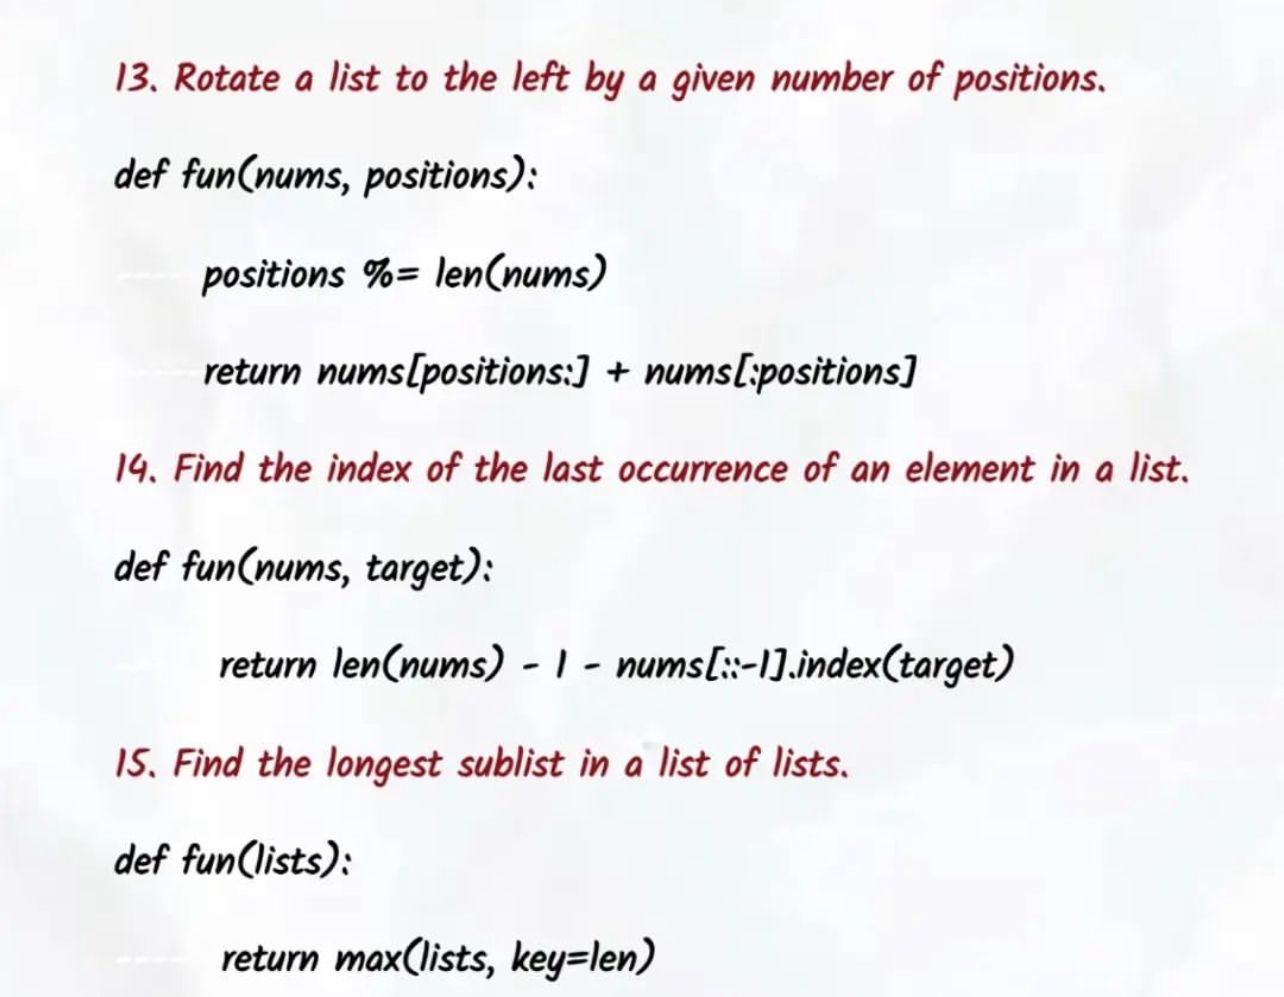 13. Rotate a list to the left by a given number of positions.
def fun(nums, positions):
positions %= len(nums)
return nums[positions:] + nums[:positions]
14. Find the index of the last occurrence of an element in a list.
def fun(nums, target):
return len(nums) - 1 - nums[::-1].index(target)
15. Find the longest sublist in a list of lists.
def fun(lists):
return max(lists, key=len)